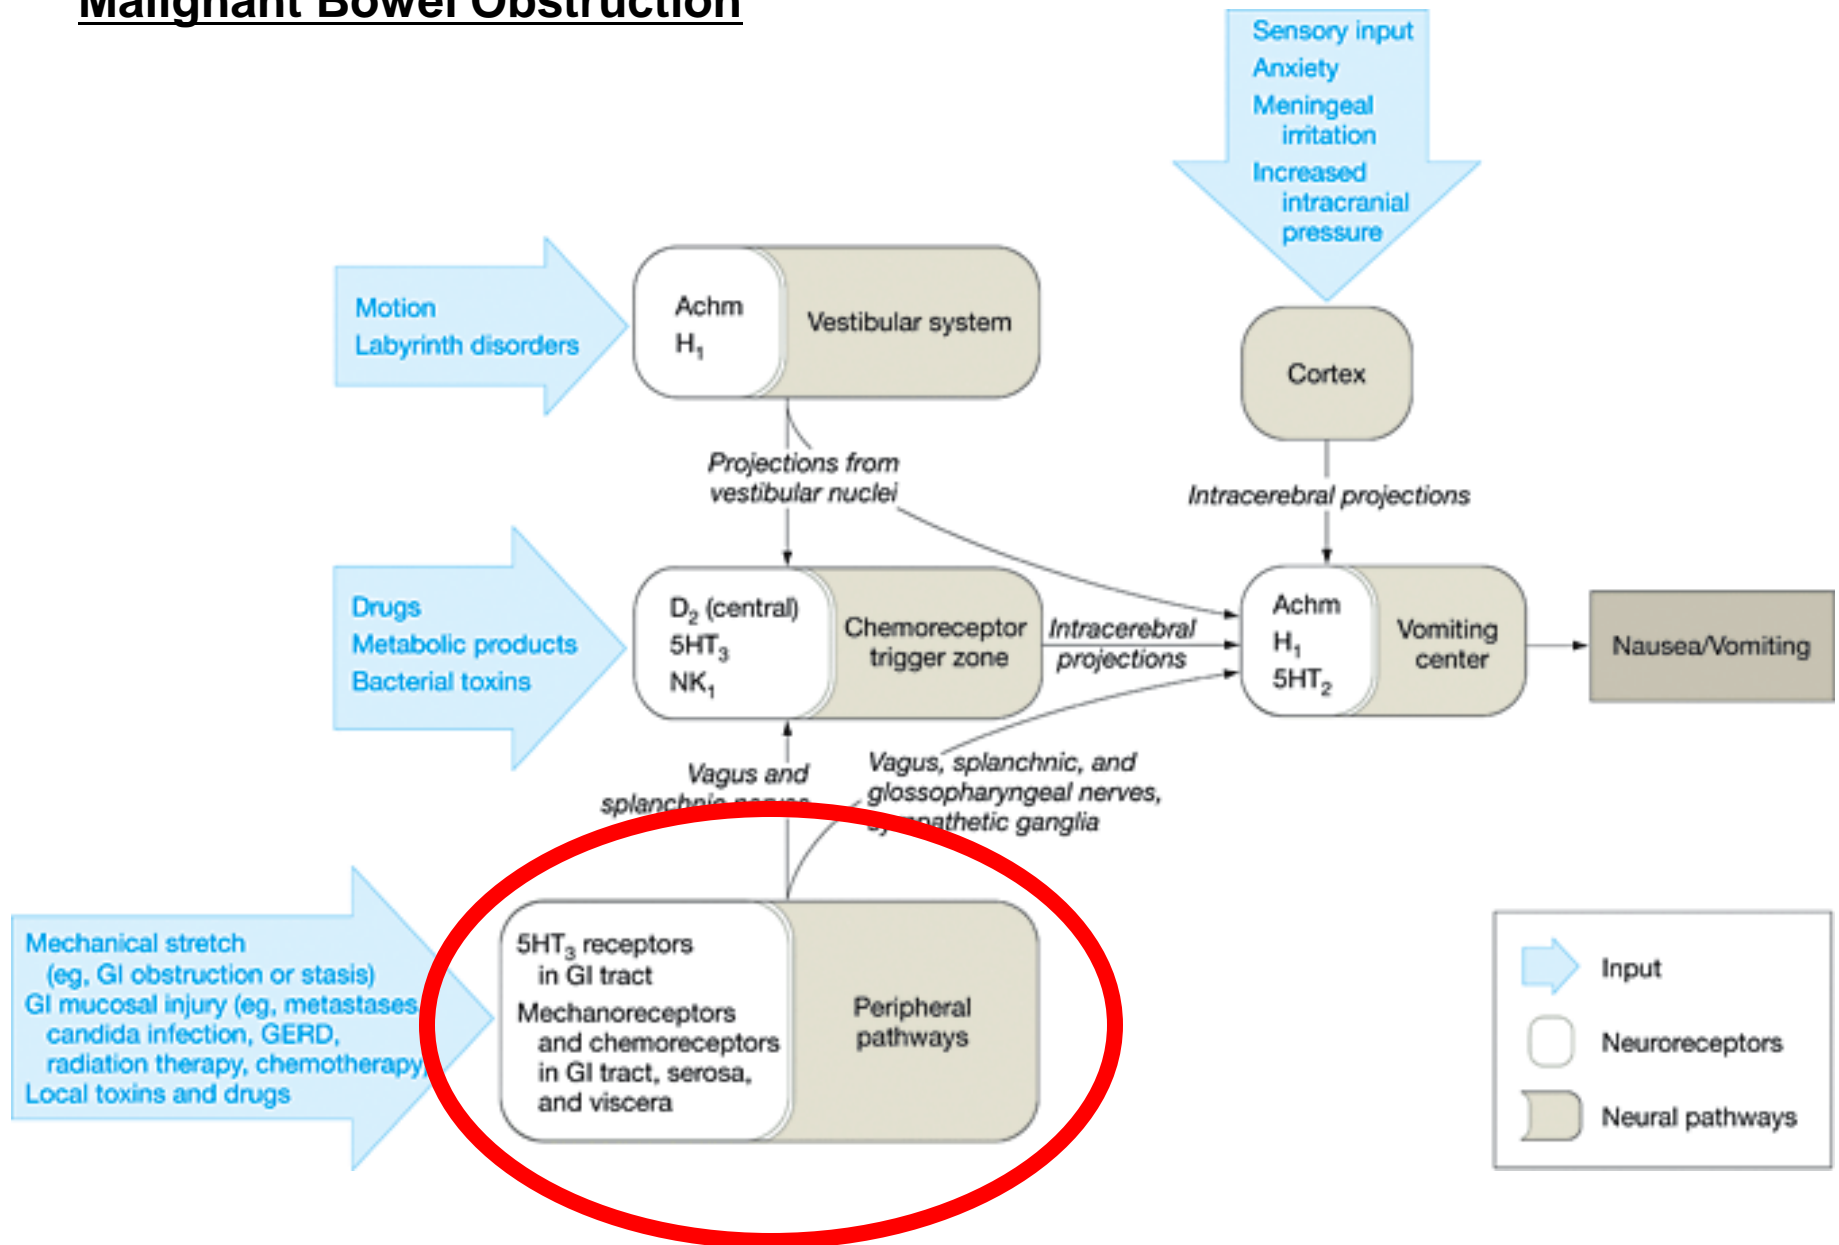 Malignant Bowel Obstruction
Sensory input
Anxiety
Meningeal
irritation
Increased
intracranial
pressure
Motion
Labyrinth disorders
Achm
H₁
Vestibular system
Cortex
Projections from
vestibular nuclei
Intracerebral projections
Drugs
Metabolic products
Bacterial toxins
D₂ (central)
5HT₃
NK₁
Chemoreceptor
trigger zone
Intracerebral
projections
Achm
H₁
5HT₂
Vomiting
center
Nausea/Vomiting
Vagus and
splanchnic nerves
Vagus, splanchnic, and
glossopharyngeal nerves,
sympathetic ganglia
Mechanical stretch
(eg, GI obstruction or stasis)
GI mucosal injury (eg, metastases,
candida infection, GERD,
radiation therapy, chemotherapy)
Local toxins and drugs
5HT₃ receptors
in GI tract
Mechanoreceptors
and chemoreceptors
in GI tract, serosa,
and viscera
Peripheral
pathways
Input
Neuroreceptors
Neural pathways